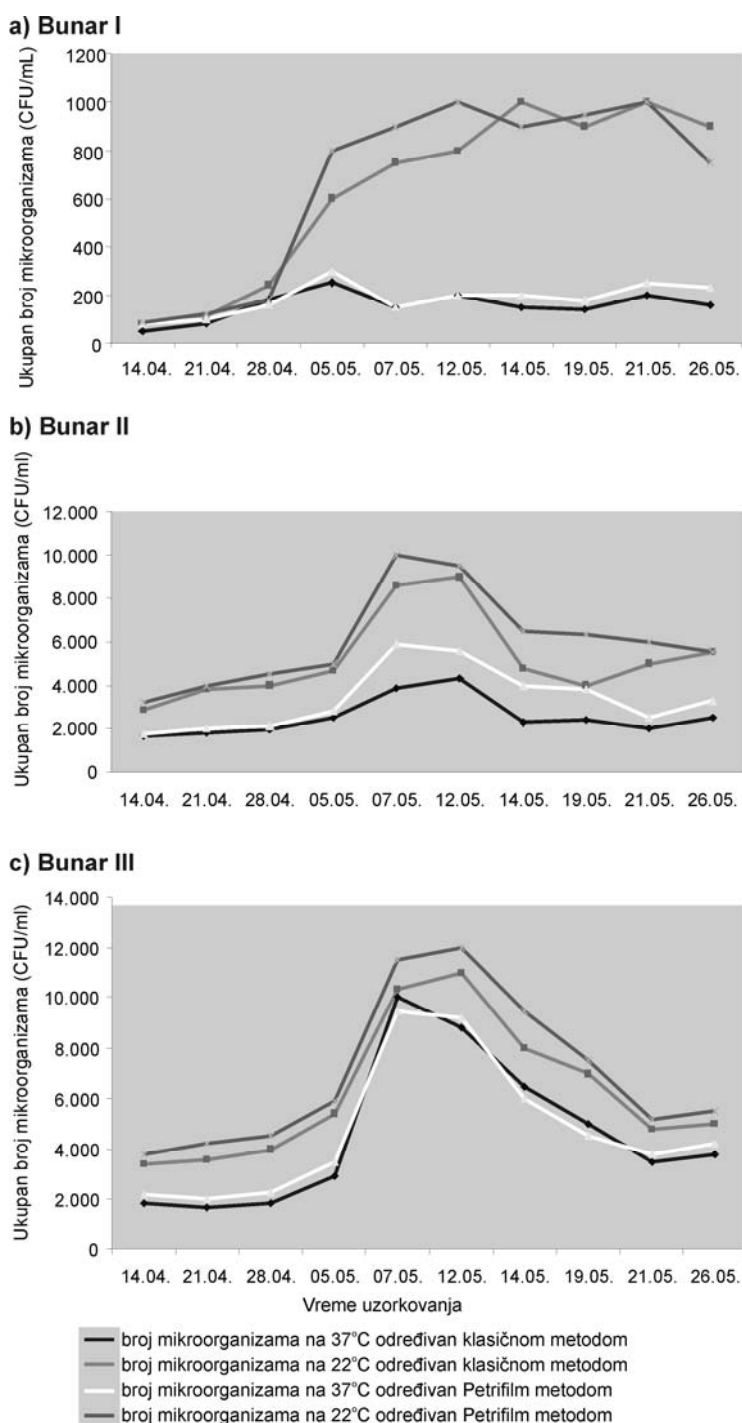 a) Bunar I
Ukupan broj mikroorganizama (CFU/mL)
1200
1000
800
600
400
200
0
14.04. 21.04. 28.04. 05.05. 07.05. 12.05. 14.05. 19.05. 21.05. 26.05.
b) Bunar II
Ukupan broj mikroorganizama (CFU/ml)
12.000
10.000
8.000
6.000
4.000
2.000
0
14.04. 21.04. 28.04. 05.05. 07.05. 12.05. 14.05. 19.05. 21.05. 26.05.
c) Bunar III
Ukupan broj mikroorganizama (CFU/ml)
14.000
12.000
10.000
8.000
6.000
4.000
2.000
0
14.04. 21.04. 28.04. 05.05. 07.05. 12.05. 14.05. 19.05. 21.05. 26.05.
Vreme uzorkovanja
broj mikroorganizama na 37°C određivan klasičnom metodom
broj mikroorganizama na 22°C određivan klasičnom metodom
broj mikroorganizama na 37°C određivan Petrifilm metodom
broj mikroorganizama na 22°C određivan Petrifilm metodom